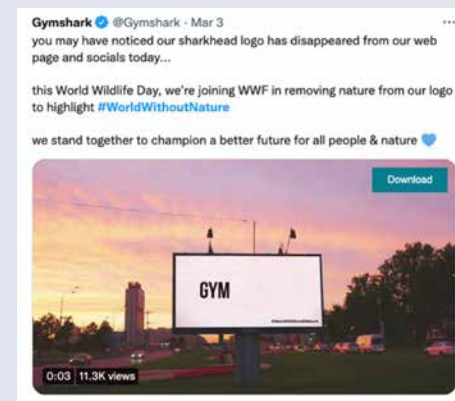 Gymshark @Gymshark · Mar 3
you may have noticed our sharkhead logo has disappeared from our web
page and socials today...
this World Wildlife Day, we're joining WWF in removing nature from our logo
to highlight #WorldWithoutNature
we stand together to champion a better future for all people & nature
Download
GYM
0:03 11.3K views